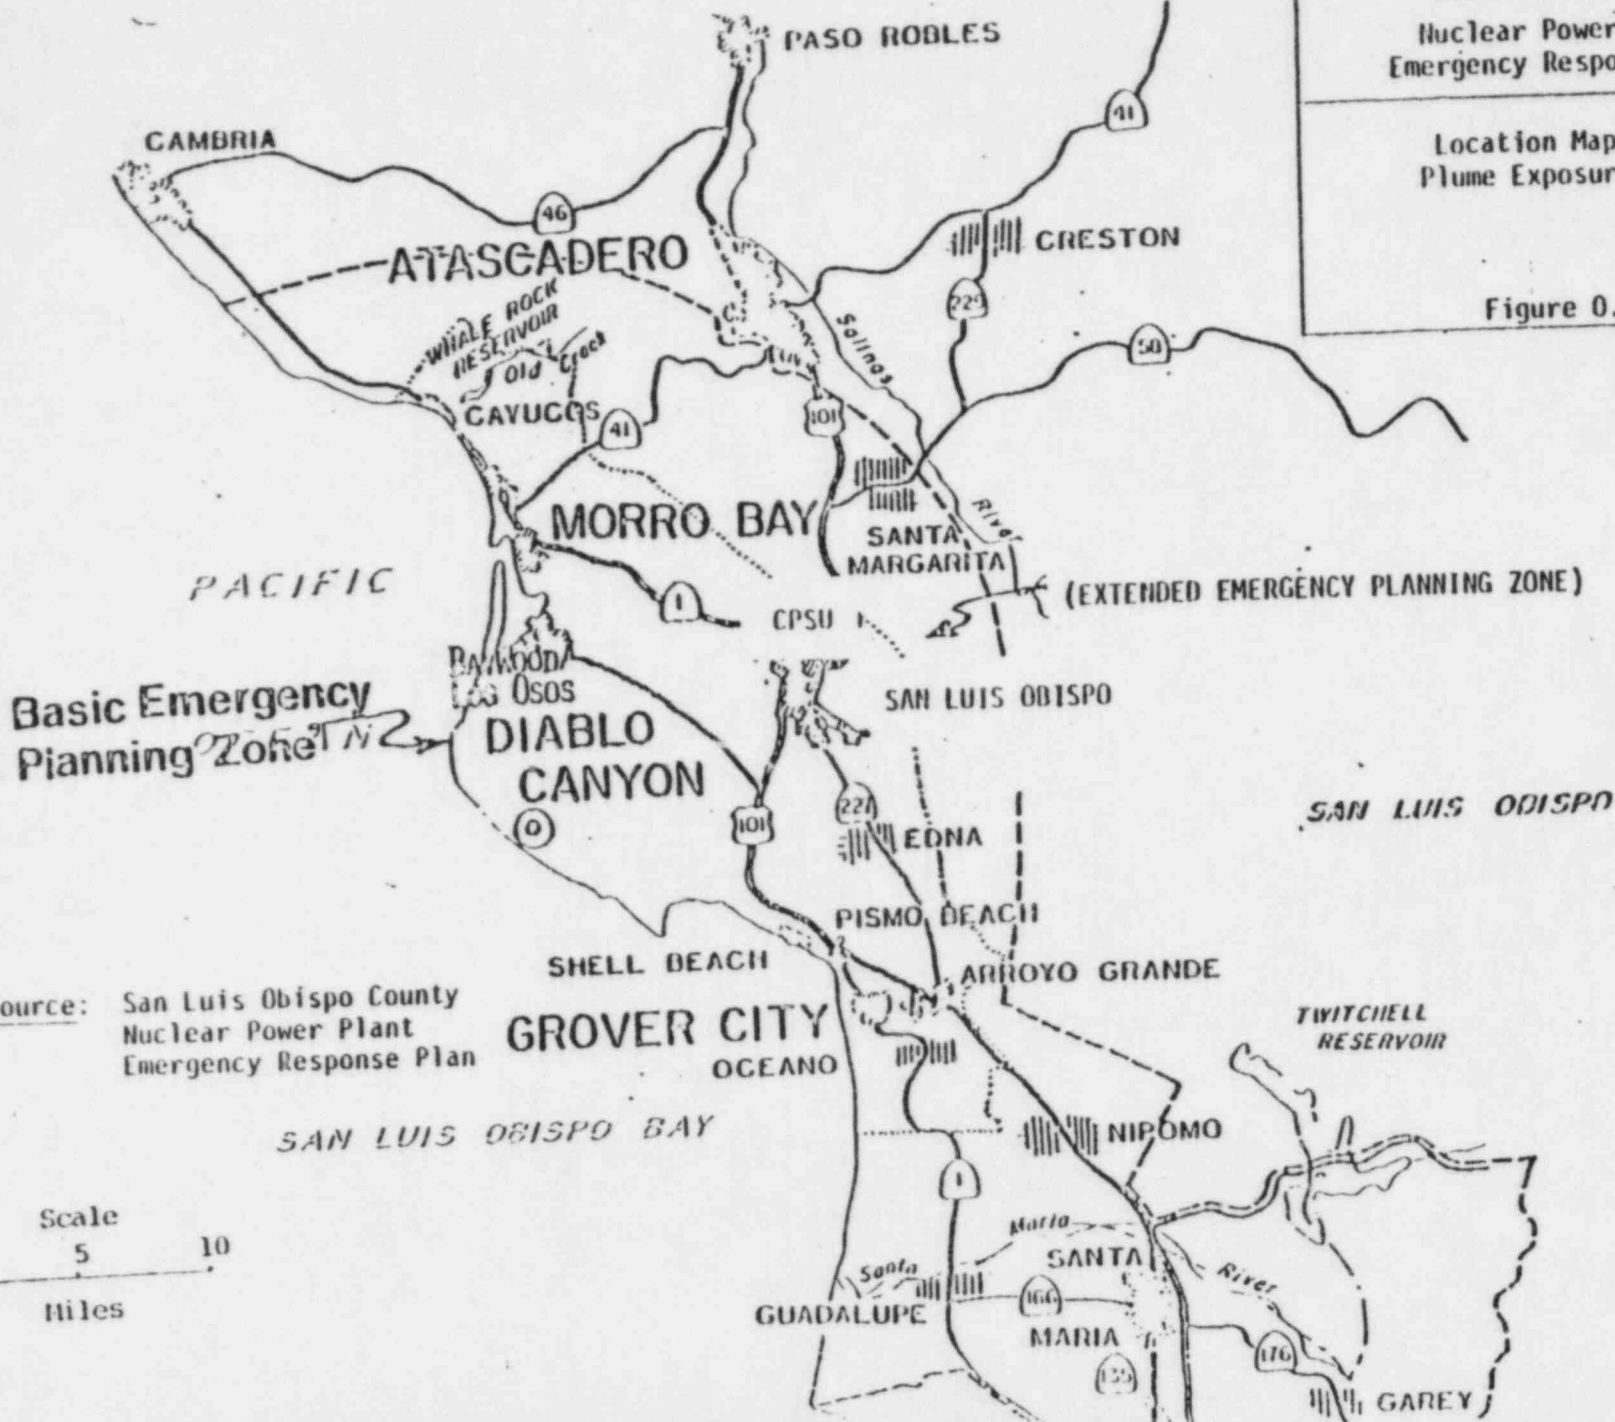 PASO ROBLES
Nuclear Power
Emergency Respo
CAMBRIA
41
Location Map
Plume Exposur
46
ATASCADERO
CRESTON
WHALE ROCK
RESERVOIR
Old Creek
Salinas
229
Figure 0.
58
CAYUCOS
41
101
MORRO BAY
SANTA
MARGARITA
River
PACIFIC
1
CPSU
(EXTENDED EMERGENCY PLANNING ZONE)
BAYWOOD/
Los Osos
SAN LUIS OBISPO
Basic Emergency
Planning Zone
DIABLO
CANYON
101
227
EDNA
SAN LUIS OBISPO
PISMO BEACH
SHELL BEACH
ARROYO GRANDE
ource: San Luis Obispo County
Nuclear Power Plant
Emergency Response Plan
GROVER CITY
OCEANO
TWITCHELL
RESERVOIR
SAN LUIS OBISPO BAY
NIPOMO
1
Scale
5 10
Miles
Santa Maria River
SANTA
MARIA
GUADALUPE
166
176
135
GAREY